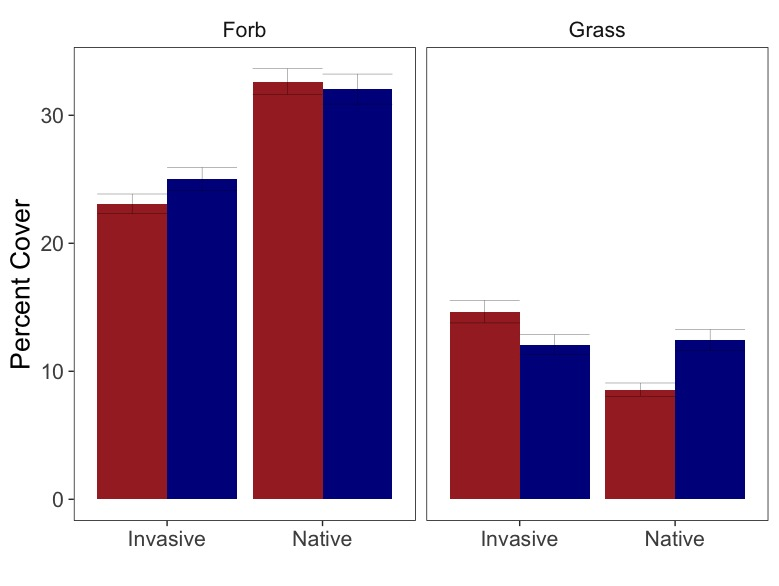 Forb
Grass
Percent Cover
30
20
10
0
Invasive
Native
Invasive
Native